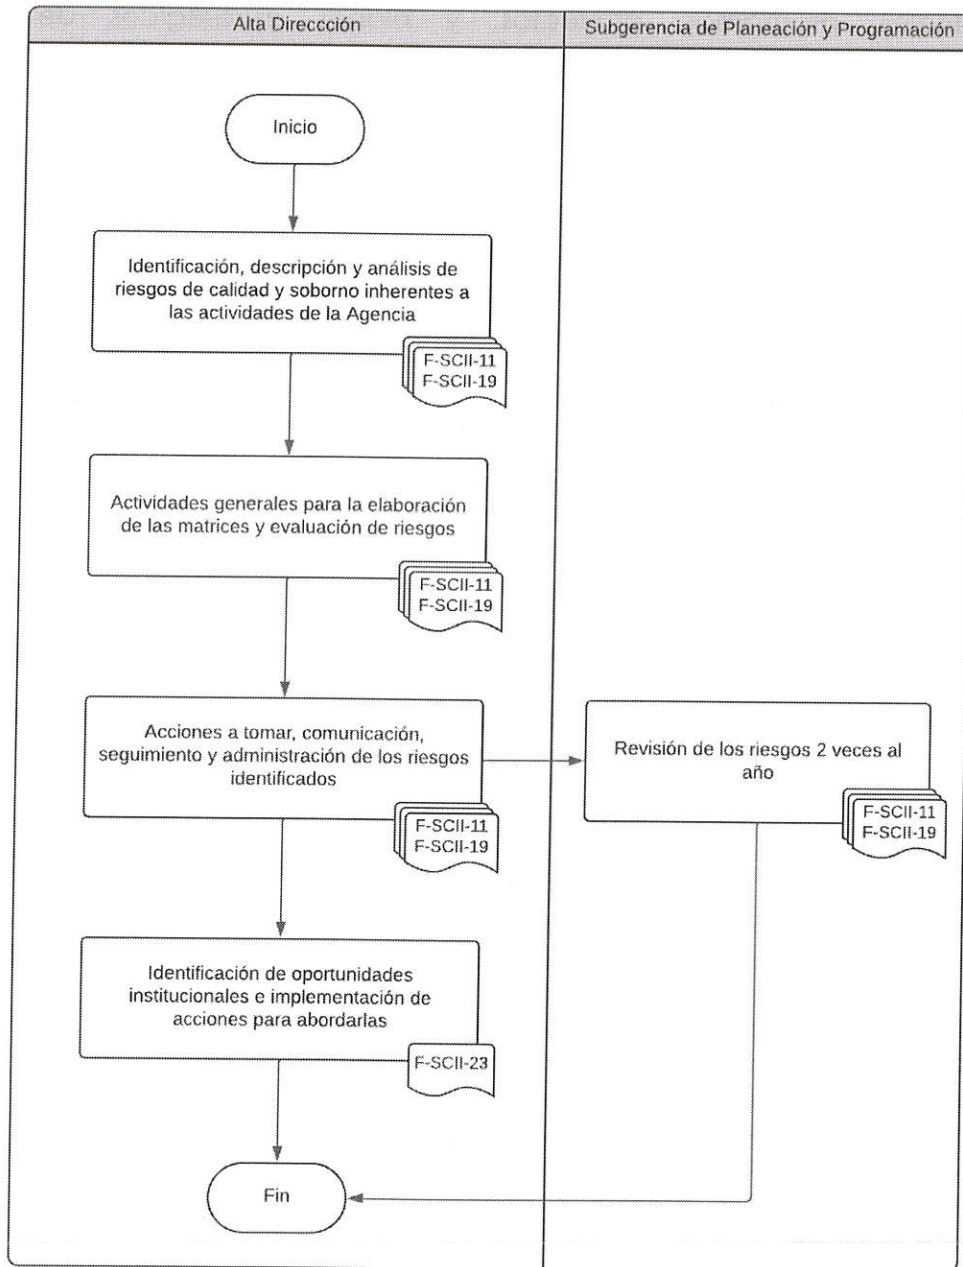 Alta Direccción
Subgerencia de Planeación y Programación
Inicio
Identificación, descripción y análisis de
riesgos de calidad y soborno inherentes a
las actividades de la Agencia
F-SCII-11
F-SCII-19
Actividades generales para la elaboración
de las matrices y evaluación de riesgos
F-SCII-11
F-SCII-19
Acciones a tomar, comunicación,
seguimiento y administración de los riesgos
identificados
F-SCII-11
F-SCII-19
Revisión de los riesgos 2 veces al
año
F-SCII-11
F-SCII-19
Identificación de oportunidades
institucionales e implementación de
acciones para abordarlas
F-SCII-23
Fin